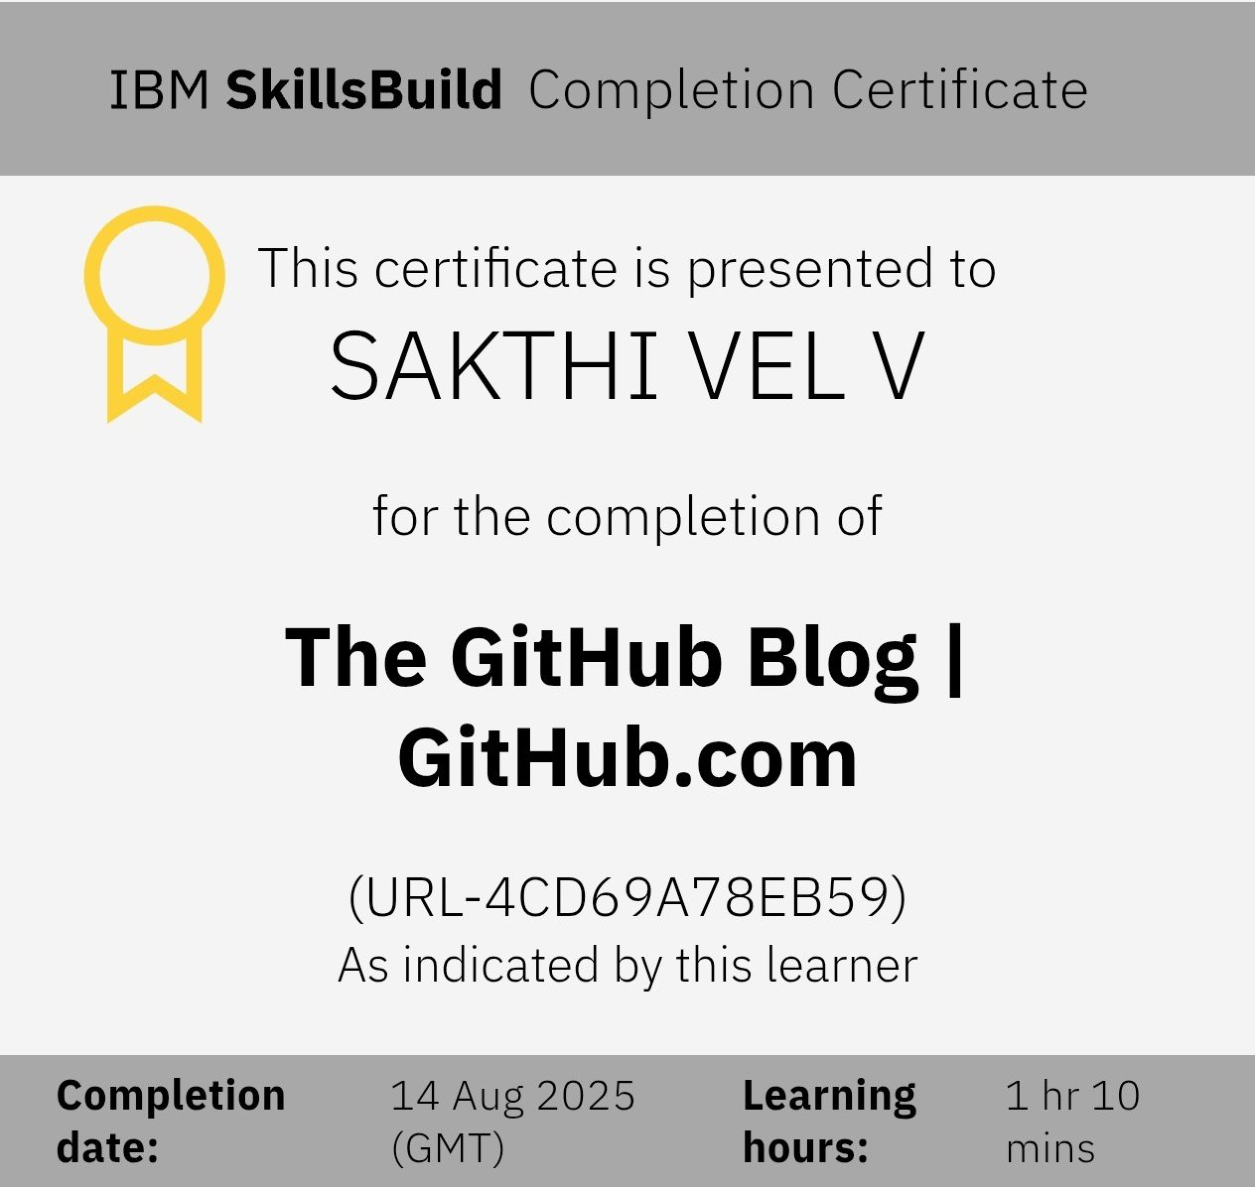 IBM SkillsBuild Completion Certificate
This certificate is presented to
SAKTHI VEL V
for the completion of
The GitHub Blog |
GitHub.com
(URL-4CD69A78EB59)
As indicated by this learner
Completion date: 14 Aug 2025 (GMT)
Learning hours: 1 hr 10 mins